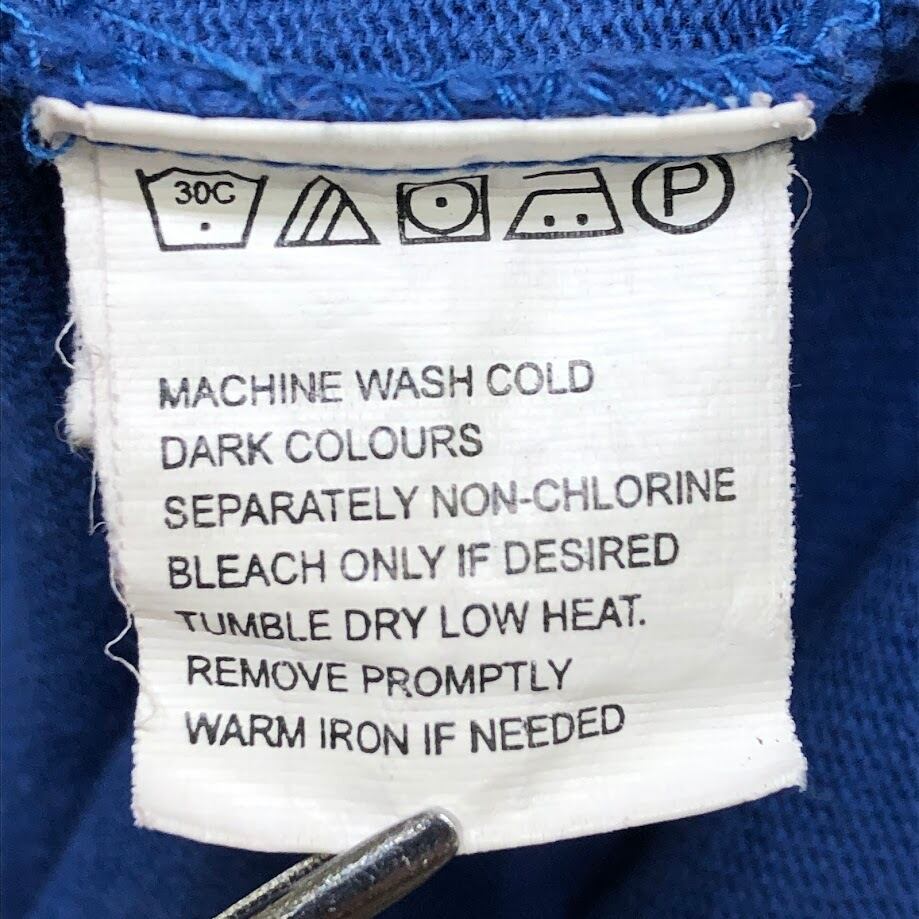 30C
P
MACHINE WASH COLD
DARK COLOURS
SEPARATELY NON-CHLORINE
BLEACH ONLY IF DESIRED
TUMBLE DRY LOW HEAT.
REMOVE PROMPTLY
WARM IRON IF NEEDED